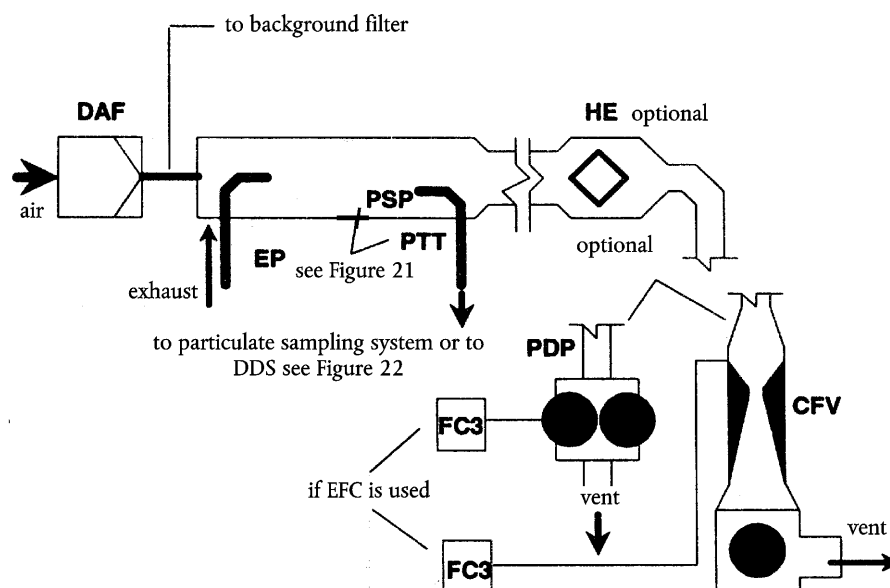 to background filter
DAF
HE optional
air
PSP
PTT
EP
see Figure 21
optional
exhaust
to particulate sampling system or to
DDS see Figure 22
PDP
CFV
FC3
if EFC is used
vent
vent
FC3